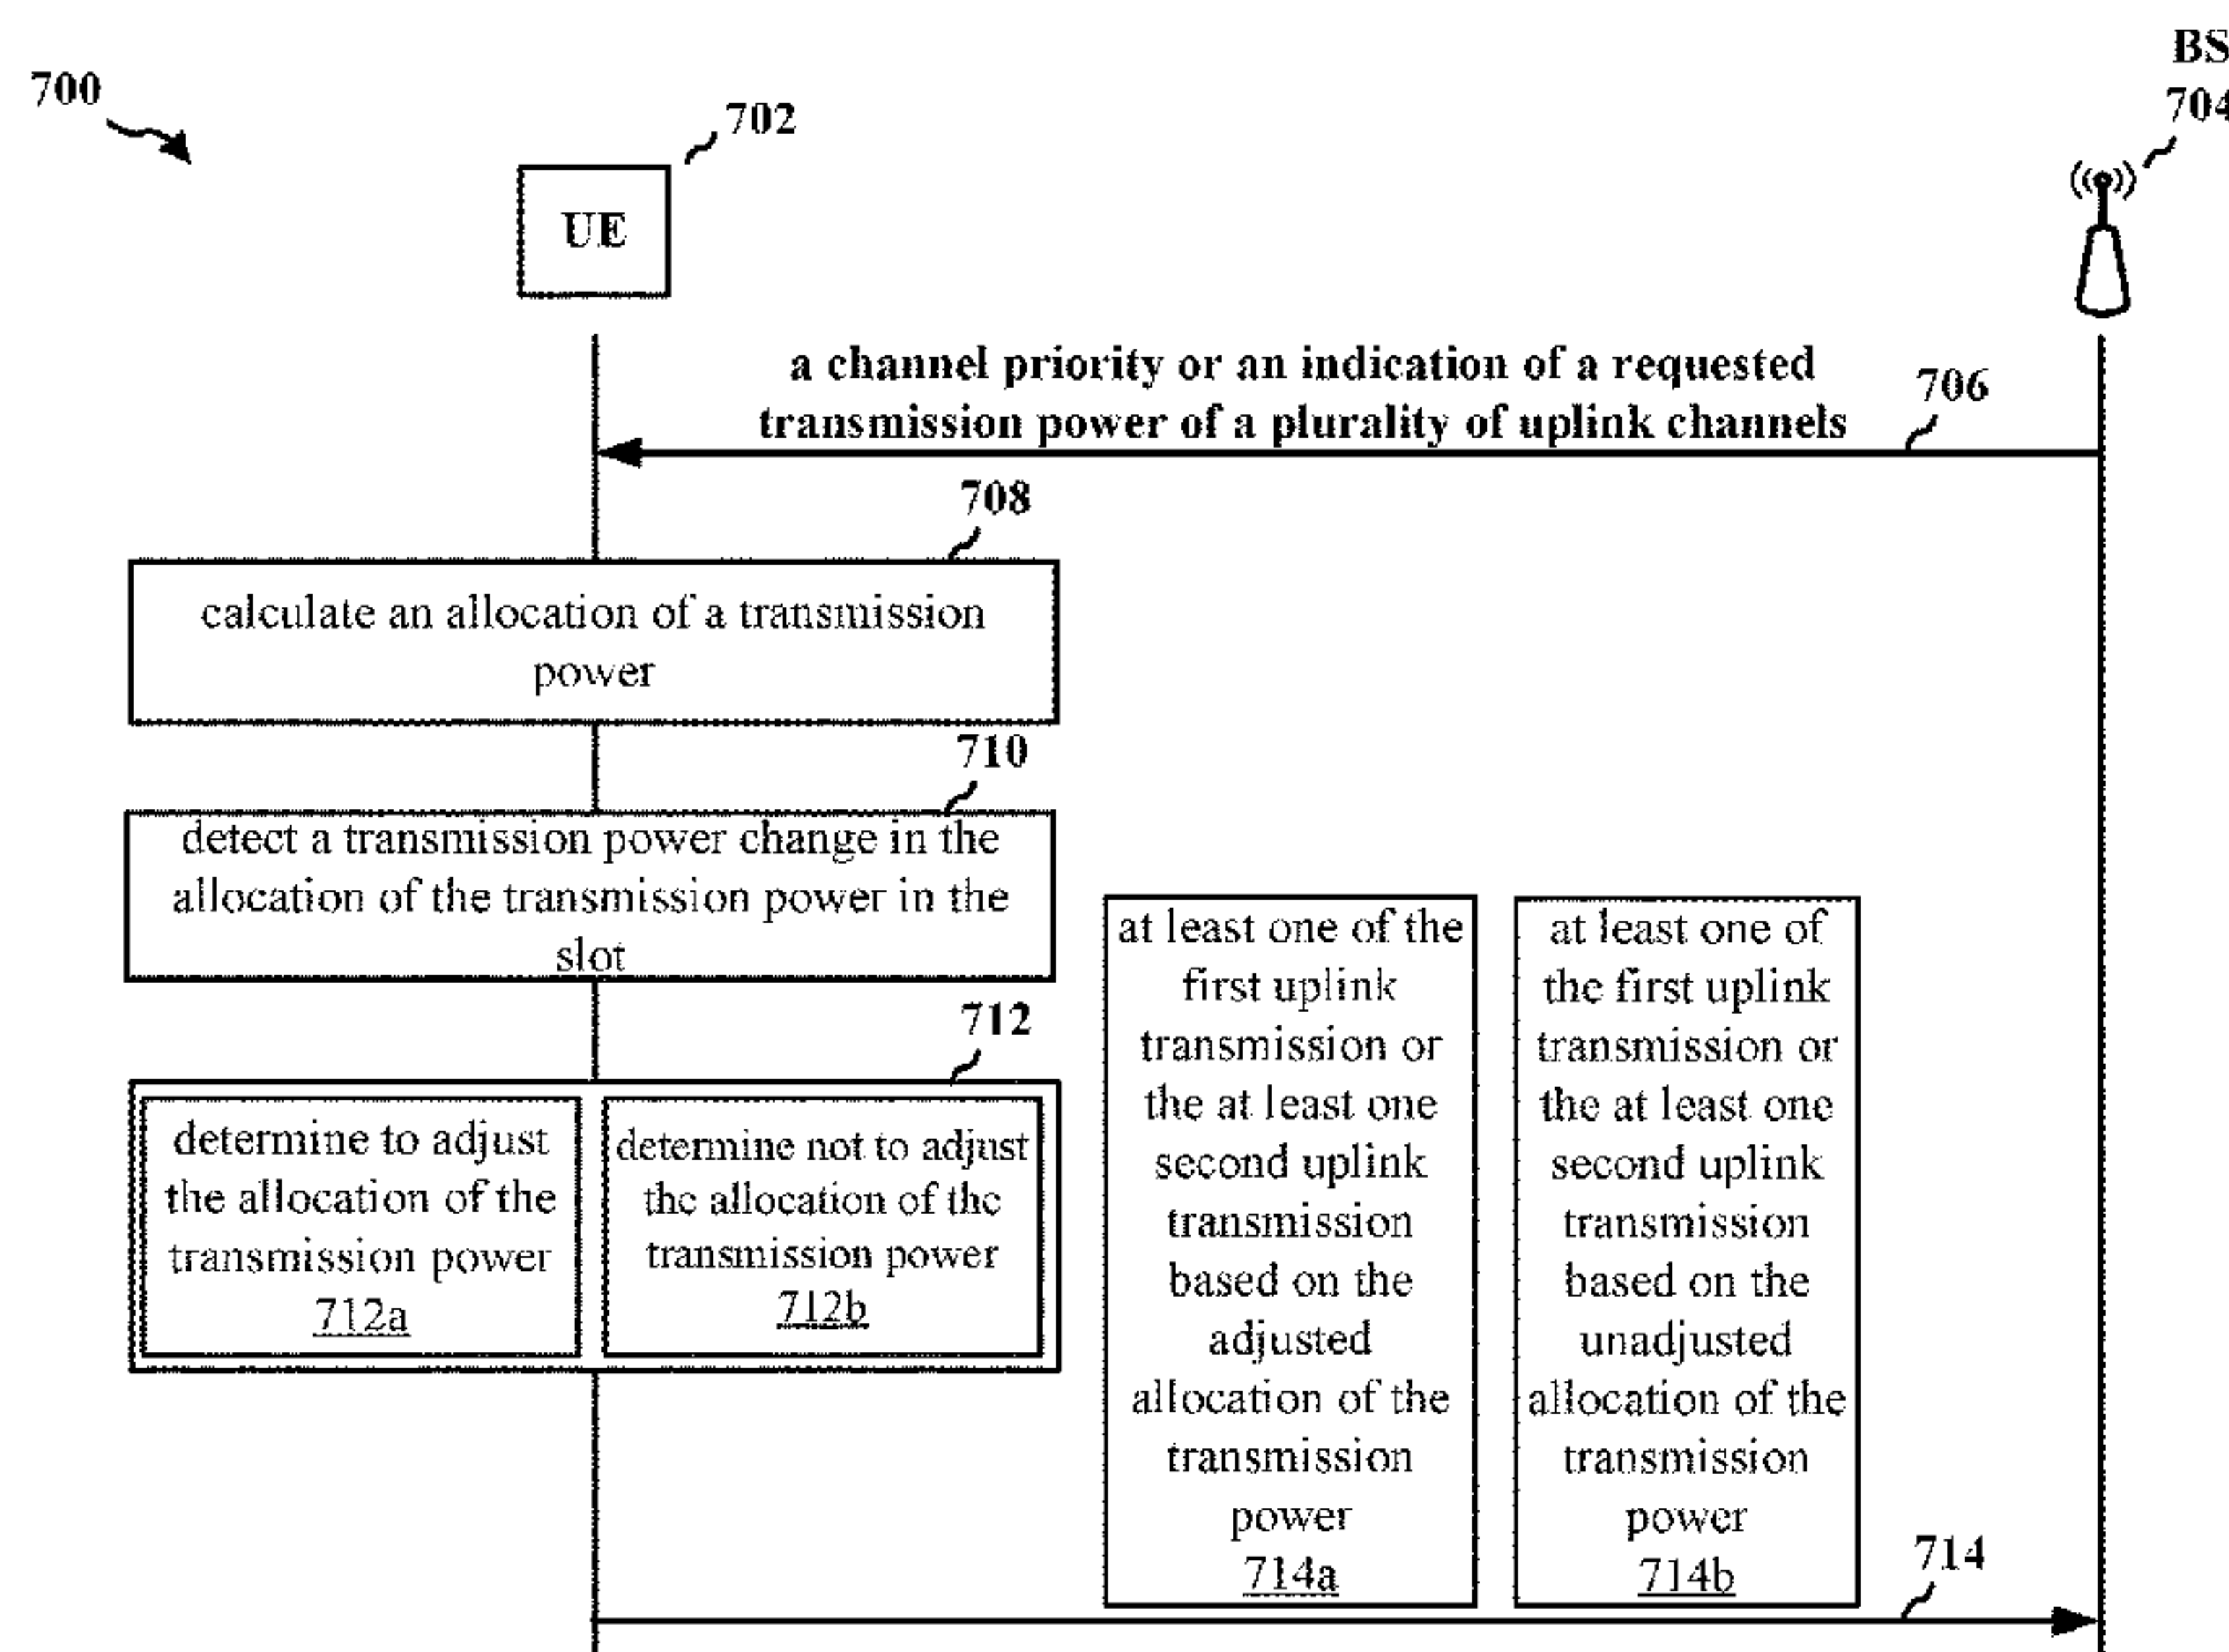 700
702
BS
704
UE
a channel priority or an indication of a requested
transmission power of a plurality of uplink channels
706
708
calculate an allocation of a transmission
power
710
detect a transmission power change in the
allocation of the transmission power in the
slot
712
determine to adjust
the allocation of the
transmission power
712a
determine not to adjust
the allocation of the
transmission power
712b
at least one of the
first uplink
transmission or
the at least one
second uplink
transmission
based on the
adjusted
allocation of the
transmission
power
714a
at least one of
the first uplink
transmission or
the at least one
second uplink
transmission
based on the
unadjusted
allocation of the
transmission
power
714b
714